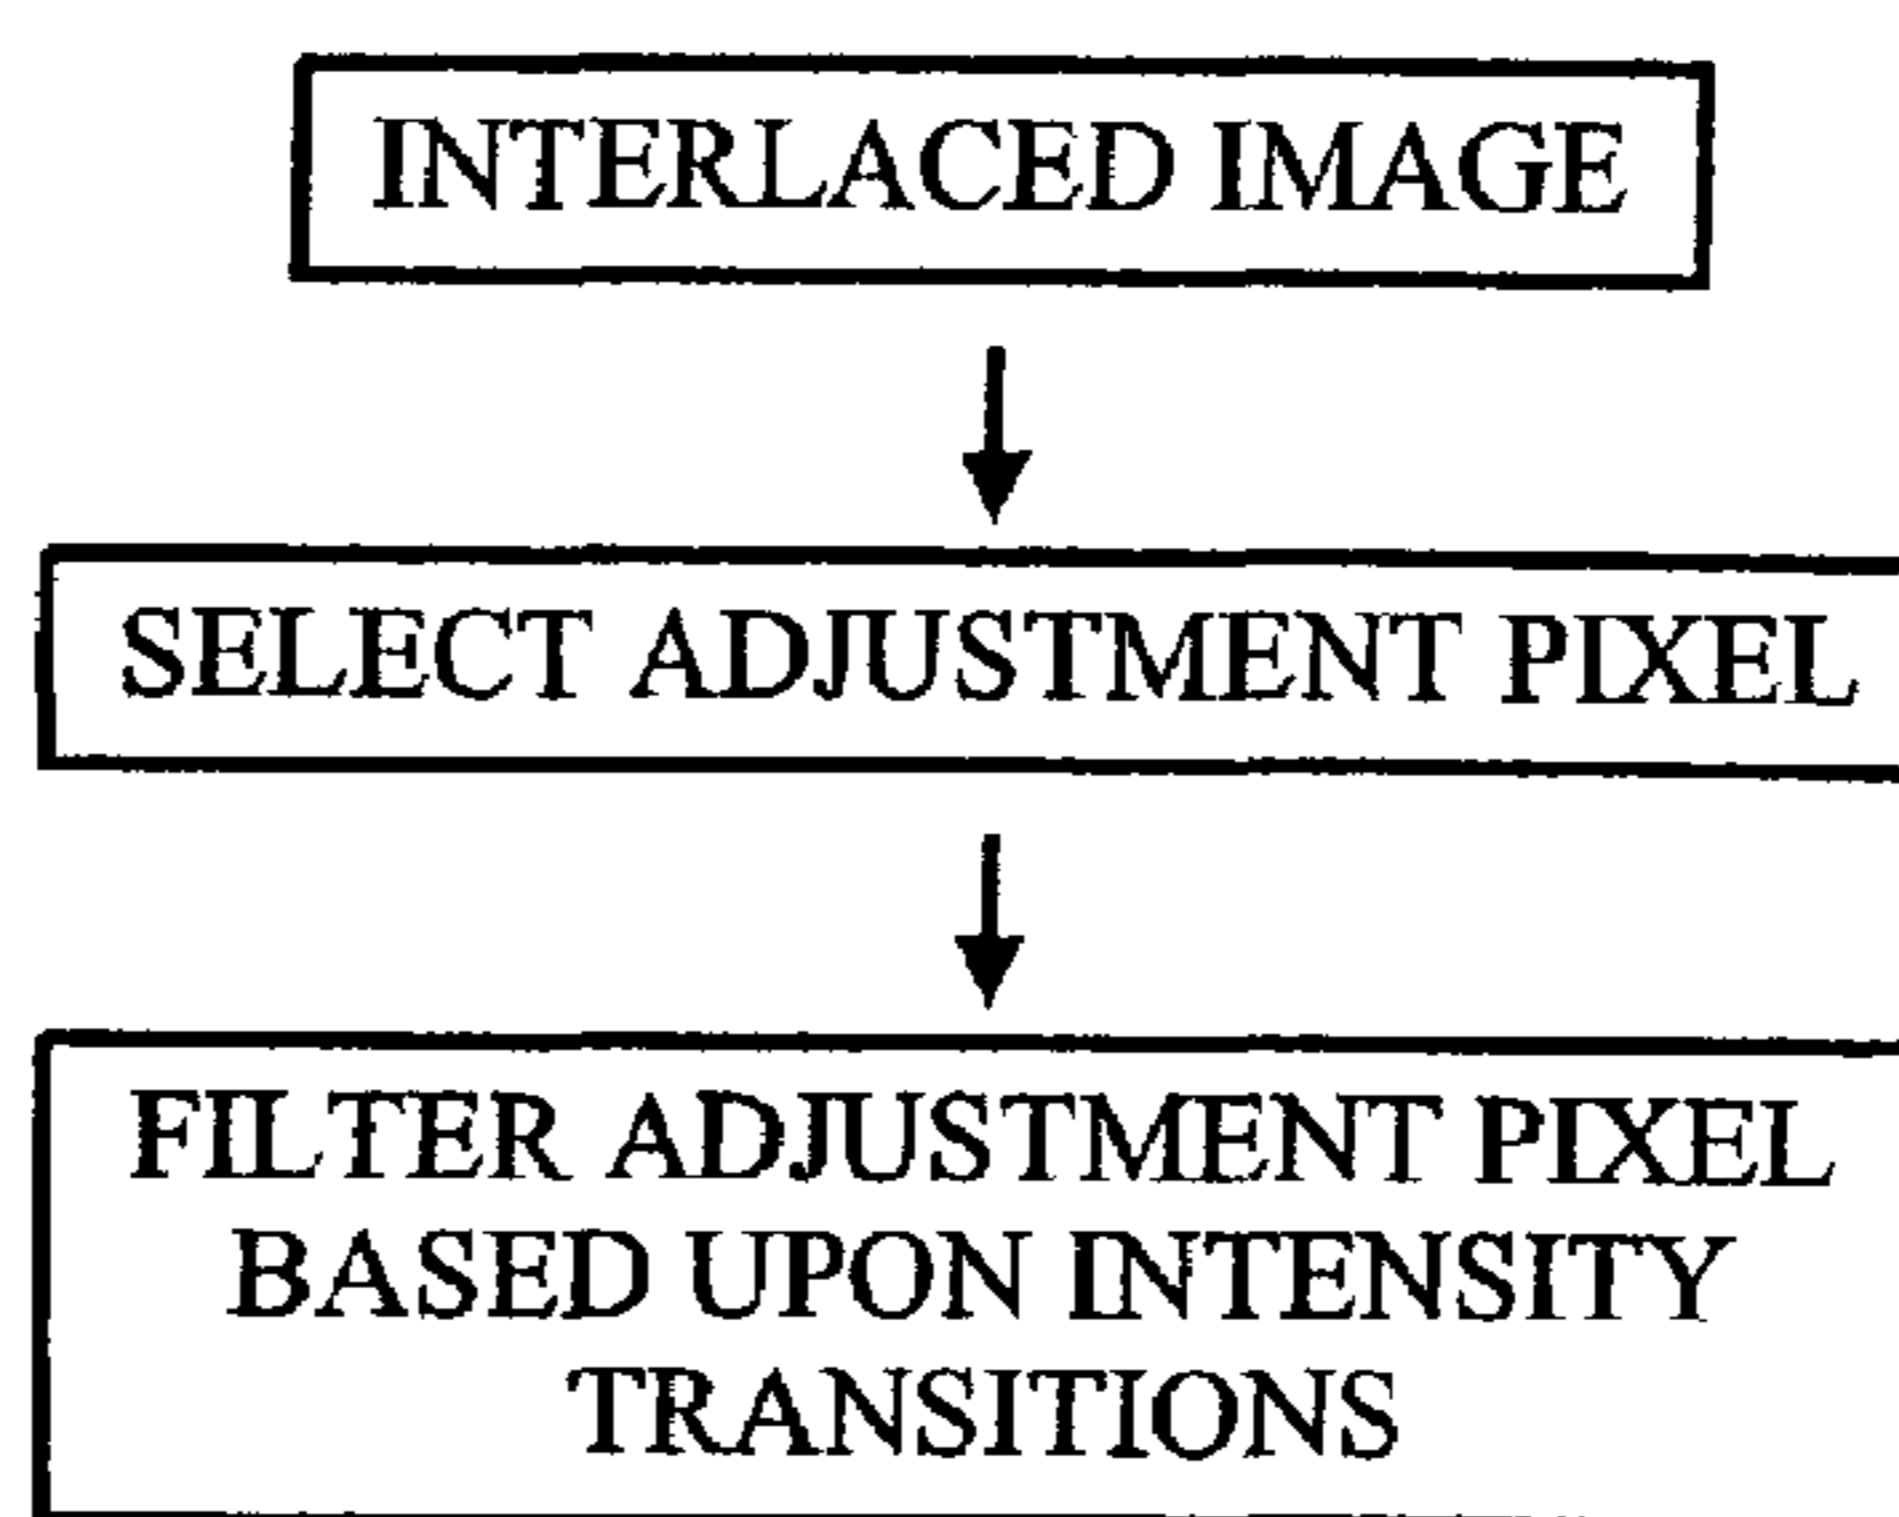 INTERLACED IMAGE
SELECT ADJUSTMENT PIXEL
FILTER ADJUSTMENT PIXEL
BASED UPON INTENSITY
TRANSITIONS